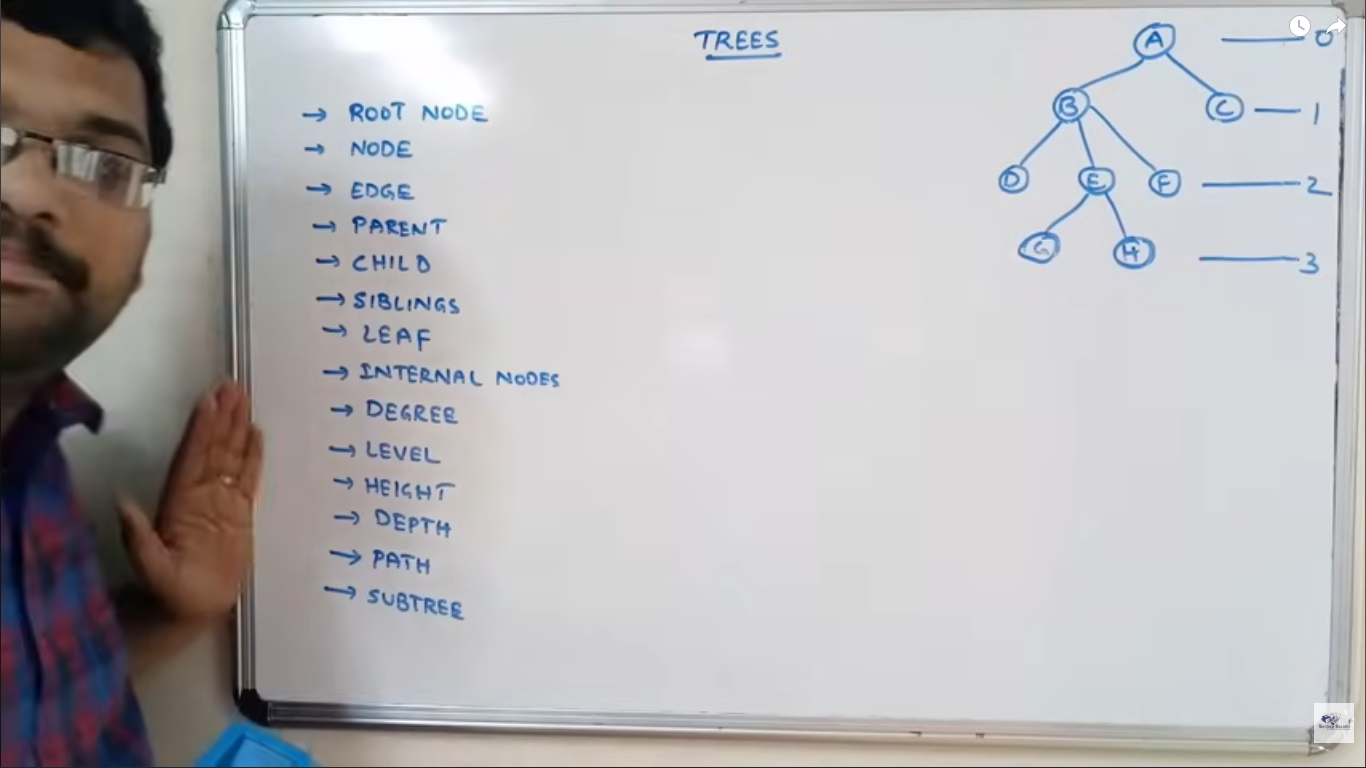 TREES
→ ROOT NODE
→ NODE
→ EDGE
→ PARENT
→ CHILD
→ SIBLINGS
→ LEAF
→ INTERNAL NODES
→ DEGREE
→ LEVEL
→ HEIGHT
→ DEPTH
→ PATH
→ SUBTREE
A 0
B C 1
D E F 2
G H 3